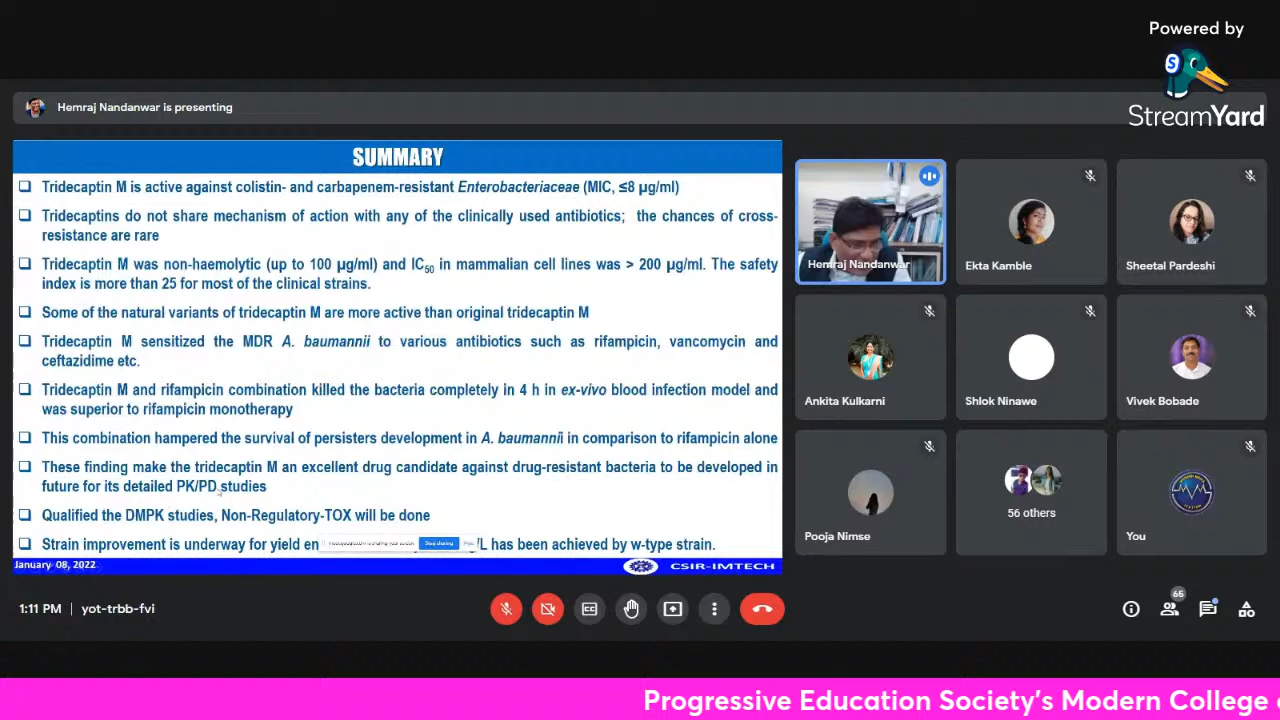 Powered by
StreamYard
Hemraj Nandanwar is presenting
SUMMARY
Tridecaptin M is active against colistin- and carbapenem-resistant Enterobacteriaceae (MIC, ≤8 µg/ml)
Tridecaptins do not share mechanism of action with any of the clinically used antibiotics; the chances of cross-
resistance are rare
Tridecaptin M was non-haemolytic (up to 100 µg/ml) and IC50 in mammalian cell lines was > 200 µg/ml. The safety
index is more than 25 for most of the clinical strains.
Some of the natural variants of tridecaptin M are more active than original tridecaptin M
Tridecaptin M sensitized the MDR A. baumannii to various antibiotics such as rifampicin, vancomycin and
ceftazidime etc.
Tridecaptin M and rifampicin combination killed the bacteria completely in 4 h in ex-vivo blood infection model and
was superior to rifampicin monotherapy
This combination hampered the survival of persisters development in A. baumannii in comparison to rifampicin alone
These finding make the tridecaptin M an excellent drug candidate against drug-resistant bacteria to be developed in
future for its detailed PK/PD studies
Qualified the DMPK studies, Non-Regulatory-TOX will be done
Strain improvement is underway for yield en /L has been achieved by w-type strain.
Stop sharing
January 08, 2022
CSIR-IMTECH
Hemraj Nandanwar
Ekta Kamble
Sheetal Pardeshi
Ankita Kulkarni
Shlok Ninawe
Vivek Bobade
Pooja Nimse
56 others
You
1:11 PM | yot-trbb-fvi
65
Progressive Education Society's Modern College